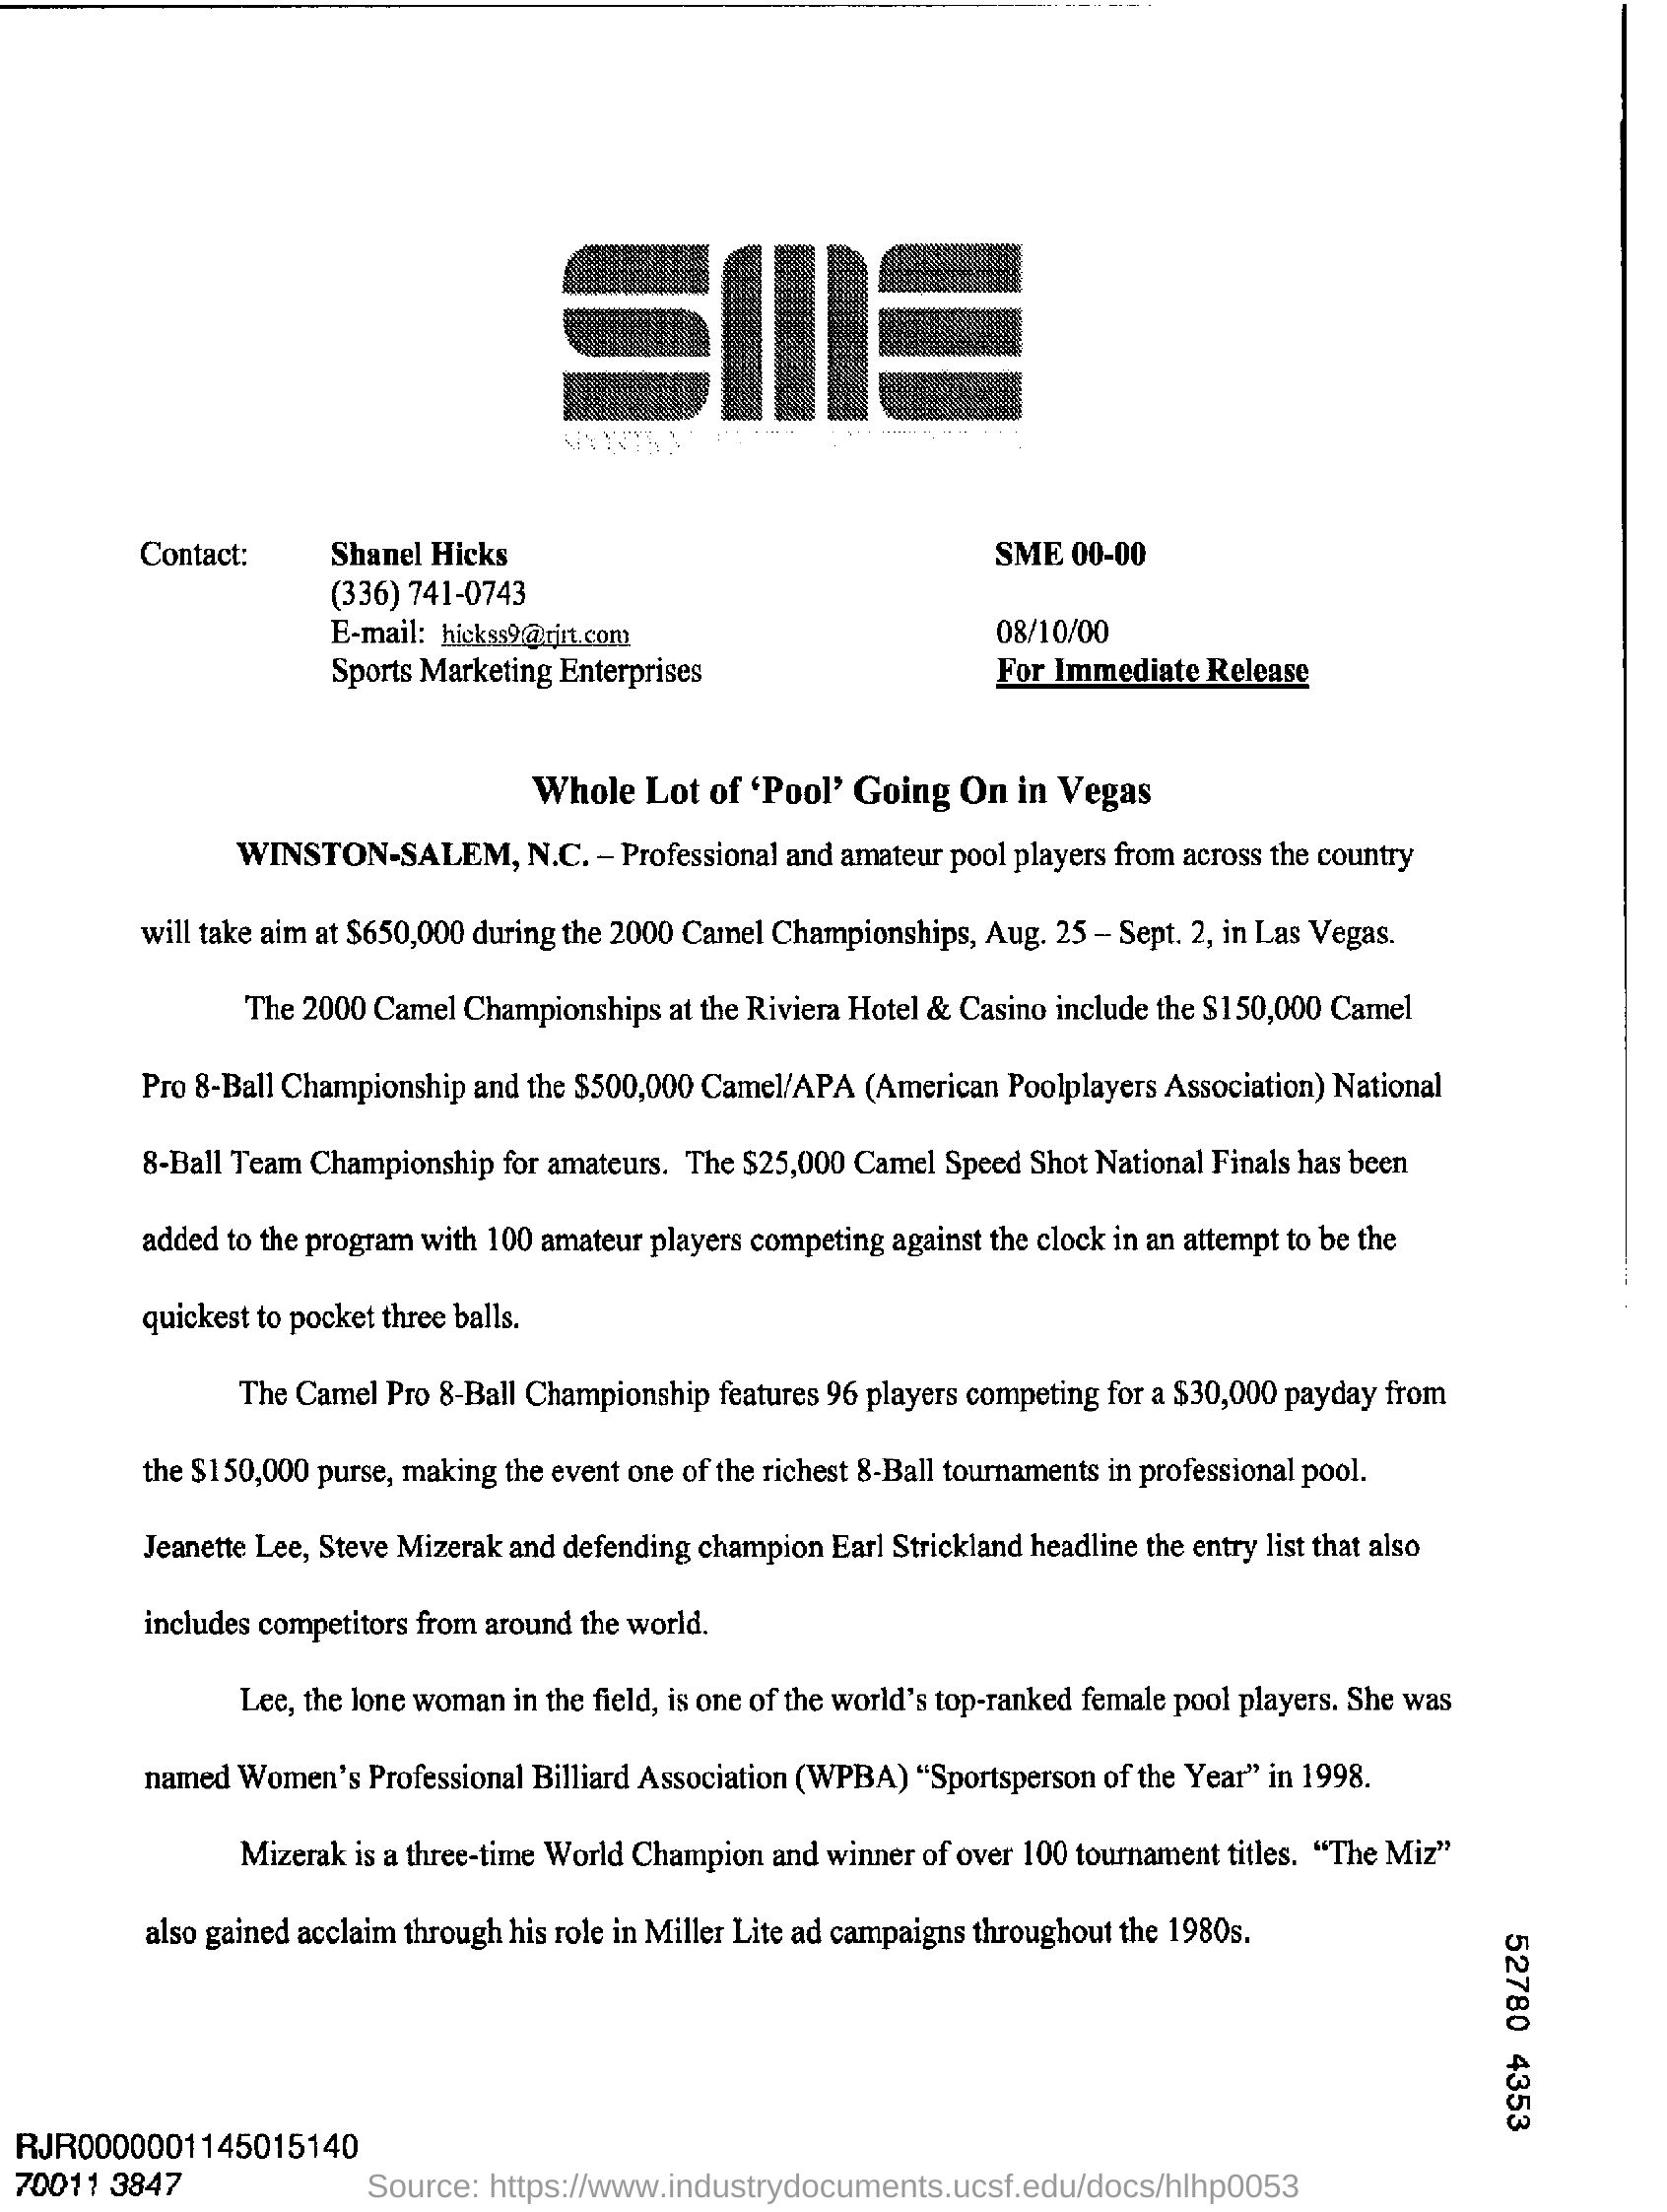 SME
Contact: Shanel Hicks SME 00-00
(336) 741-0743
E-mail: hickss9@rjrt.com 08/10/00
Sports Marketing Enterprises For Immediate Release
Whole Lot of ‘Pool’ Going On in Vegas
WINSTON-SALEM, N.C. – Professional and amateur pool players from across the country
will take aim at $650,000 during the 2000 Camel Championships, Aug. 25 – Sept. 2, in Las Vegas.
The 2000 Camel Championships at the Riviera Hotel & Casino include the $150,000 Camel
Pro 8-Ball Championship and the $500,000 Camel/APA (American Poolplayers Association) National
8-Ball Team Championship for amateurs. The $25,000 Camel Speed Shot National Finals has been
added to the program with 100 amateur players competing against the clock in an attempt to be the
quickest to pocket three balls.
The Camel Pro 8-Ball Championship features 96 players competing for a $30,000 payday from
the $150,000 purse, making the event one of the richest 8-Ball tournaments in professional pool.
Jeanette Lee, Steve Mizerak and defending champion Earl Strickland headline the entry list that also
includes competitors from around the world.
Lee, the lone woman in the field, is one of the world’s top-ranked female pool players. She was
named Women’s Professional Billiard Association (WPBA) “Sportsperson of the Year” in 1998.
Mizerak is a three-time World Champion and winner of over 100 tournament titles. “The Miz”
also gained acclaim through his role in Miller Lite ad campaigns throughout the 1980s.
52780 4353
RJR0000001145015140
70011 3847
Source: https://www.industrydocuments.ucsf.edu/docs/hlhp0053